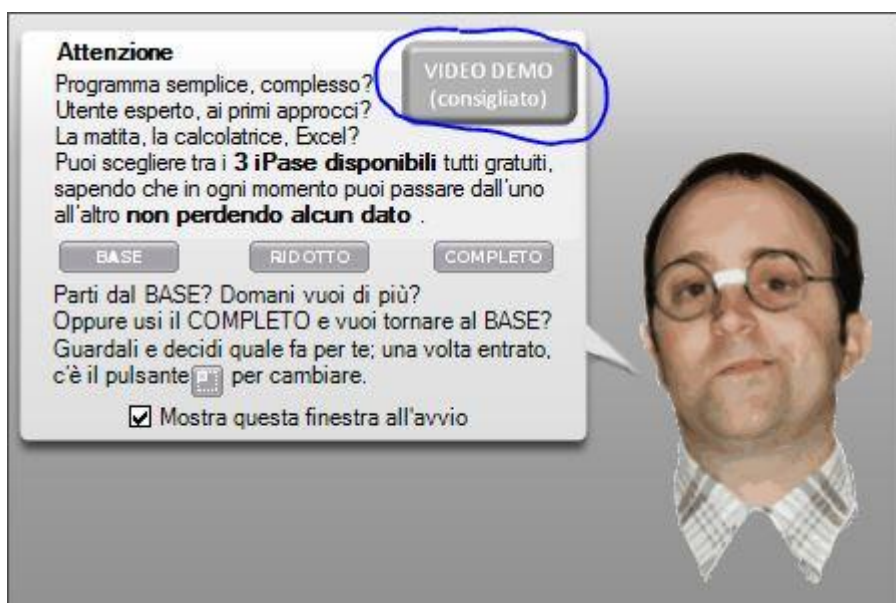 Attenzione
VIDEO DEMO
(consigliato)
Programma semplice, complesso?
Utente esperto, ai primi approcci?
La matita, la calcolatrice, Excel?
Puoi scegliere tra i 3 iPase disponibili tutti gratuiti,
sapendo che in ogni momento puoi passare dall'uno
all'altro non perdendo alcun dato .
BASE RIDOTTO COMPLETO
Parti dal BASE? Domani vuoi di più?
Oppure usi il COMPLETO e vuoi tornare al BASE?
Guardali e decidi quale fa per te; una volta entrato,
c'è il pulsante per cambiare.
Mostra questa finestra all'avvio